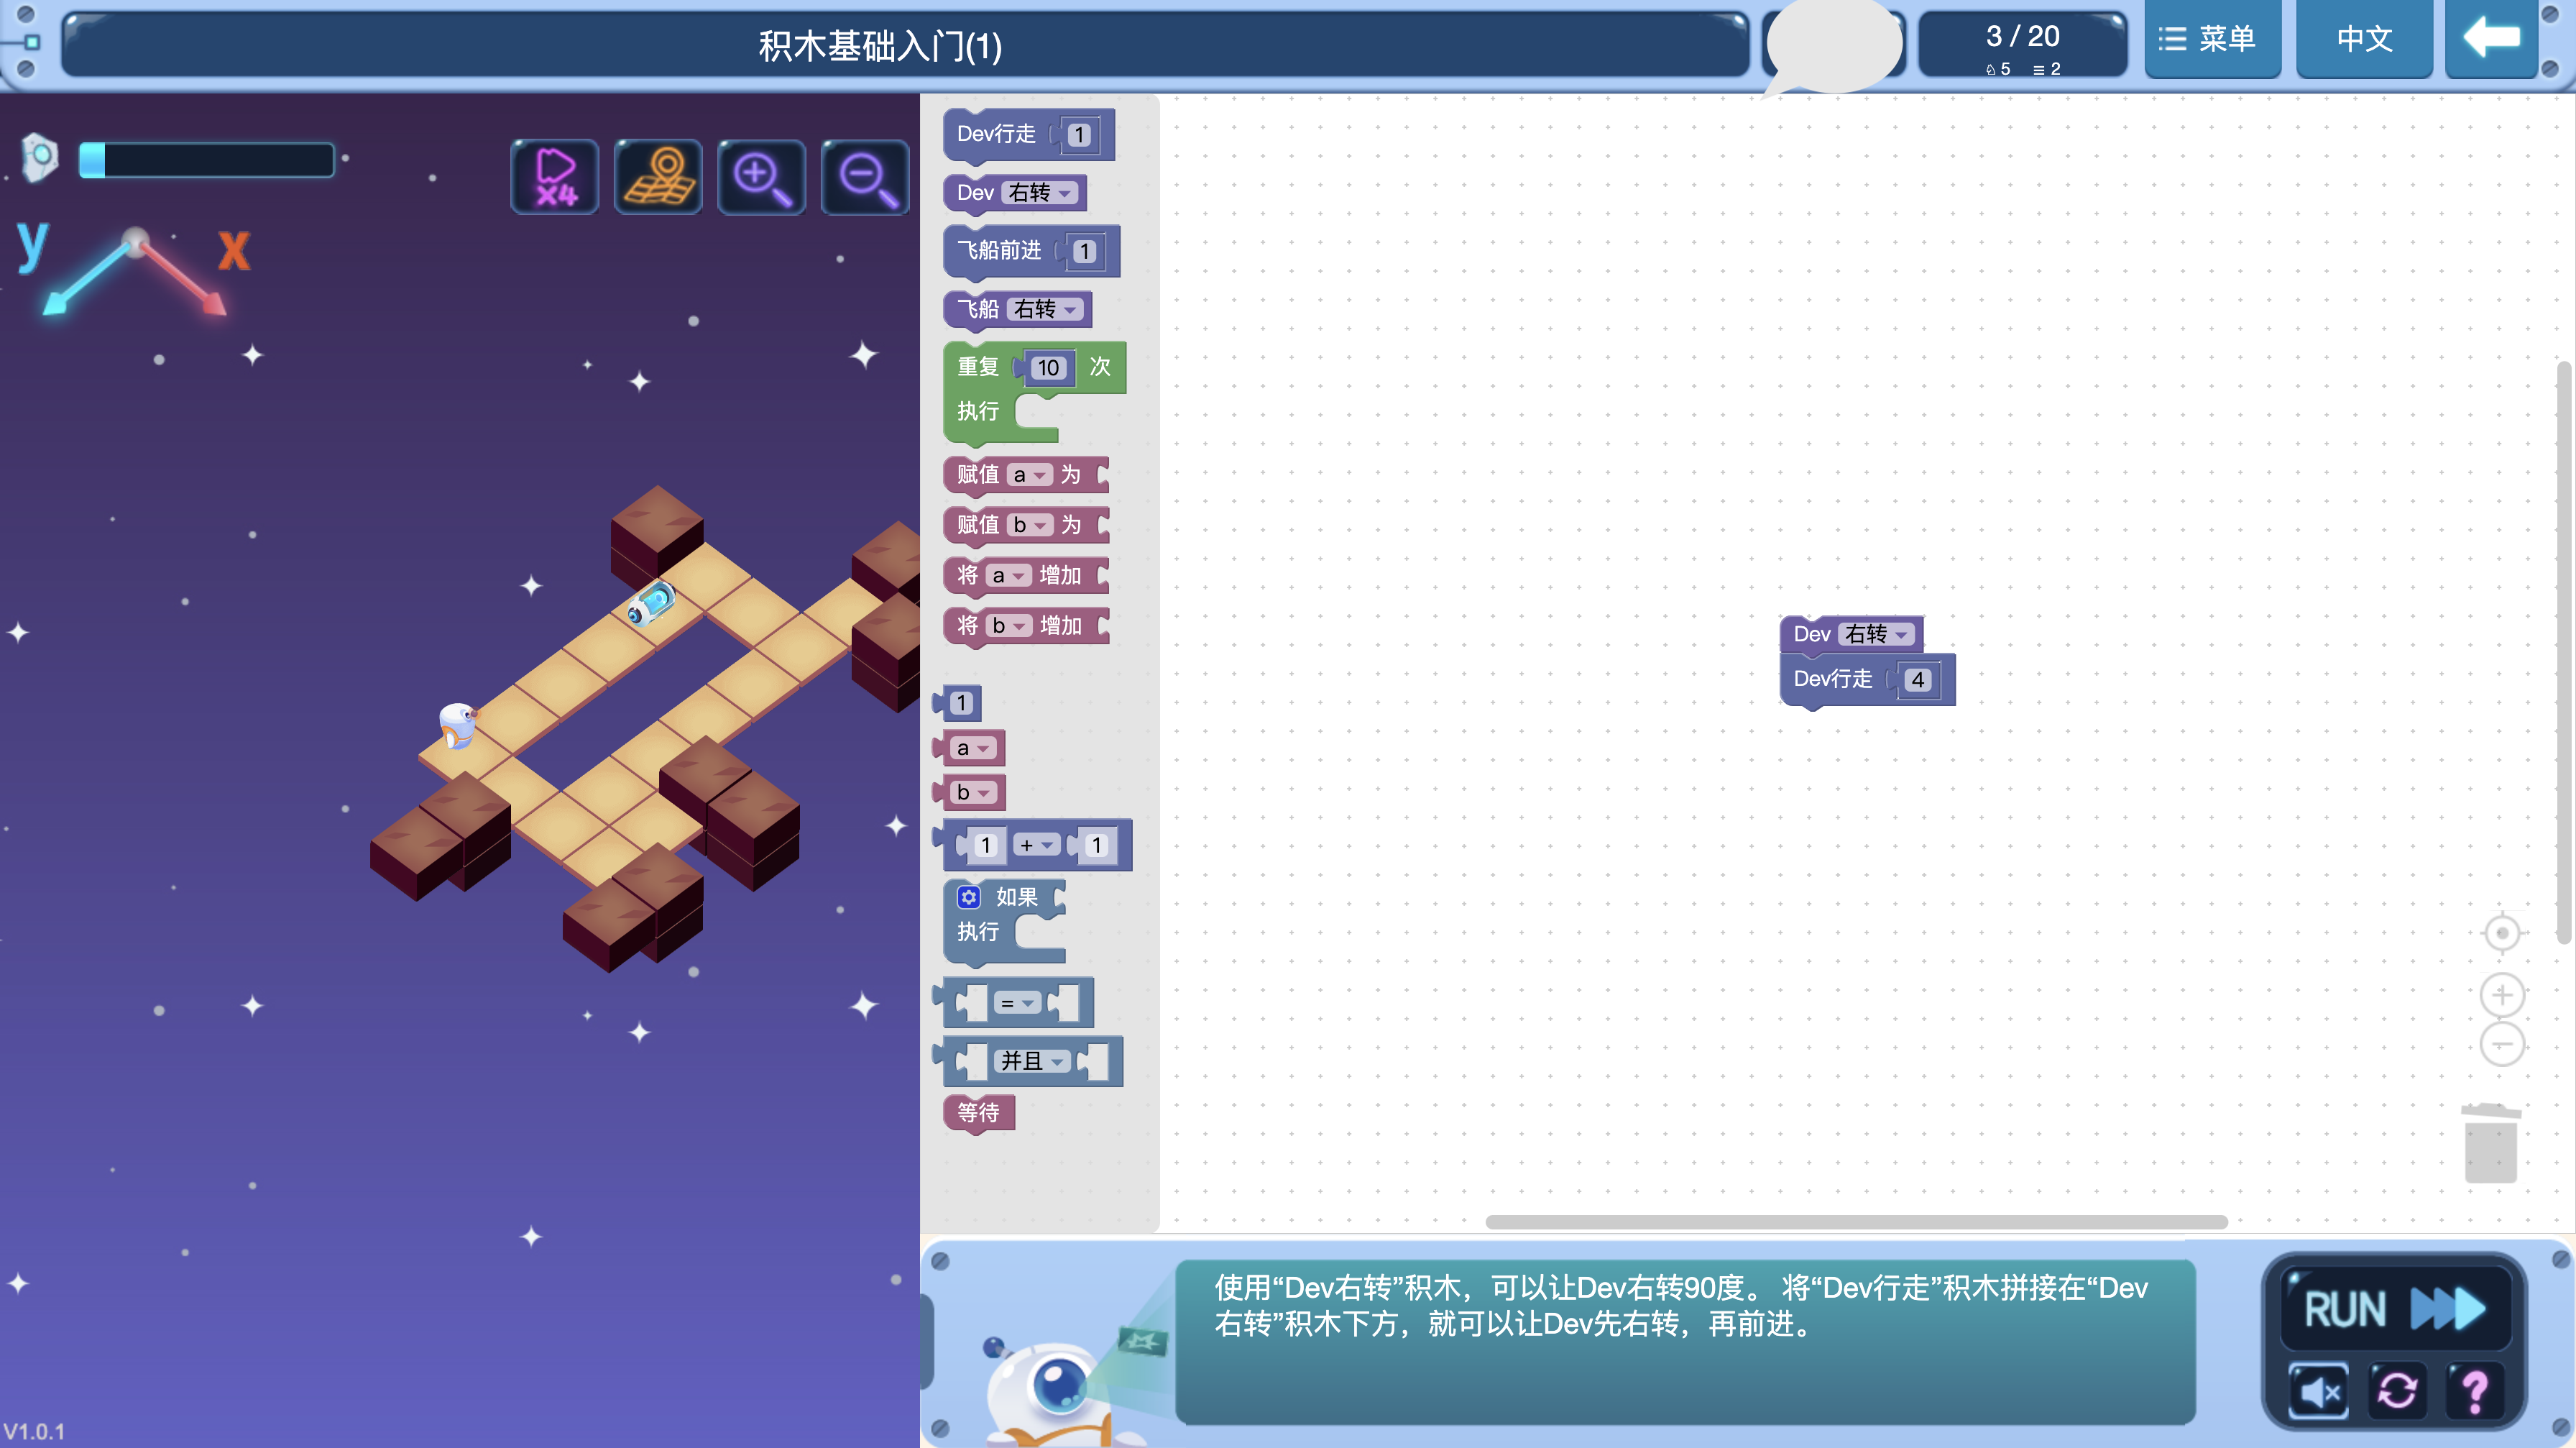 积木基础入门(1)
3 / 20
5 2
菜单
中文
X4
y
x
Dev行走 1
Dev 右转
飞船前进 1
飞船 右转
重复 10 次
执行
赋值 a 为
赋值 b 为
将 a 增加
将 b 增加
1
a
b
1 + 1
如果
执行
=
并且
等待
Dev 右转
Dev行走 4
使用“Dev右转”积木，可以让Dev右转90度。 将“Dev行走”积木拼接在“Dev
右转”积木下方，就可以让Dev先右转，再前进。
RUN
?
V1.0.1